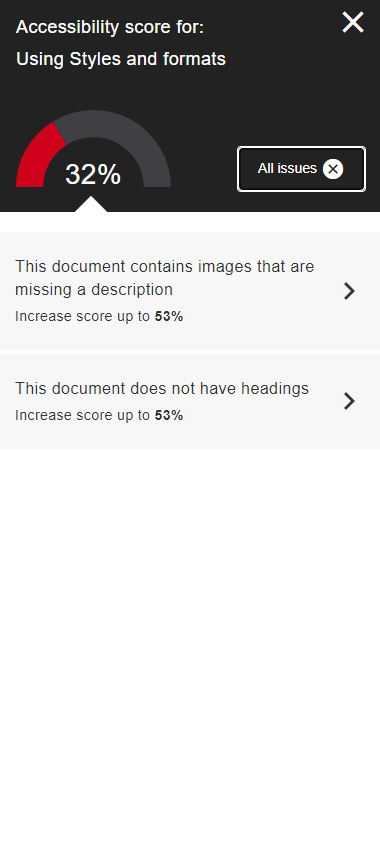 Accessibility score for:
Using Styles and formats
32%
All issues
This document contains images that are
missing a description
Increase score up to 53%
This document does not have headings
Increase score up to 53%